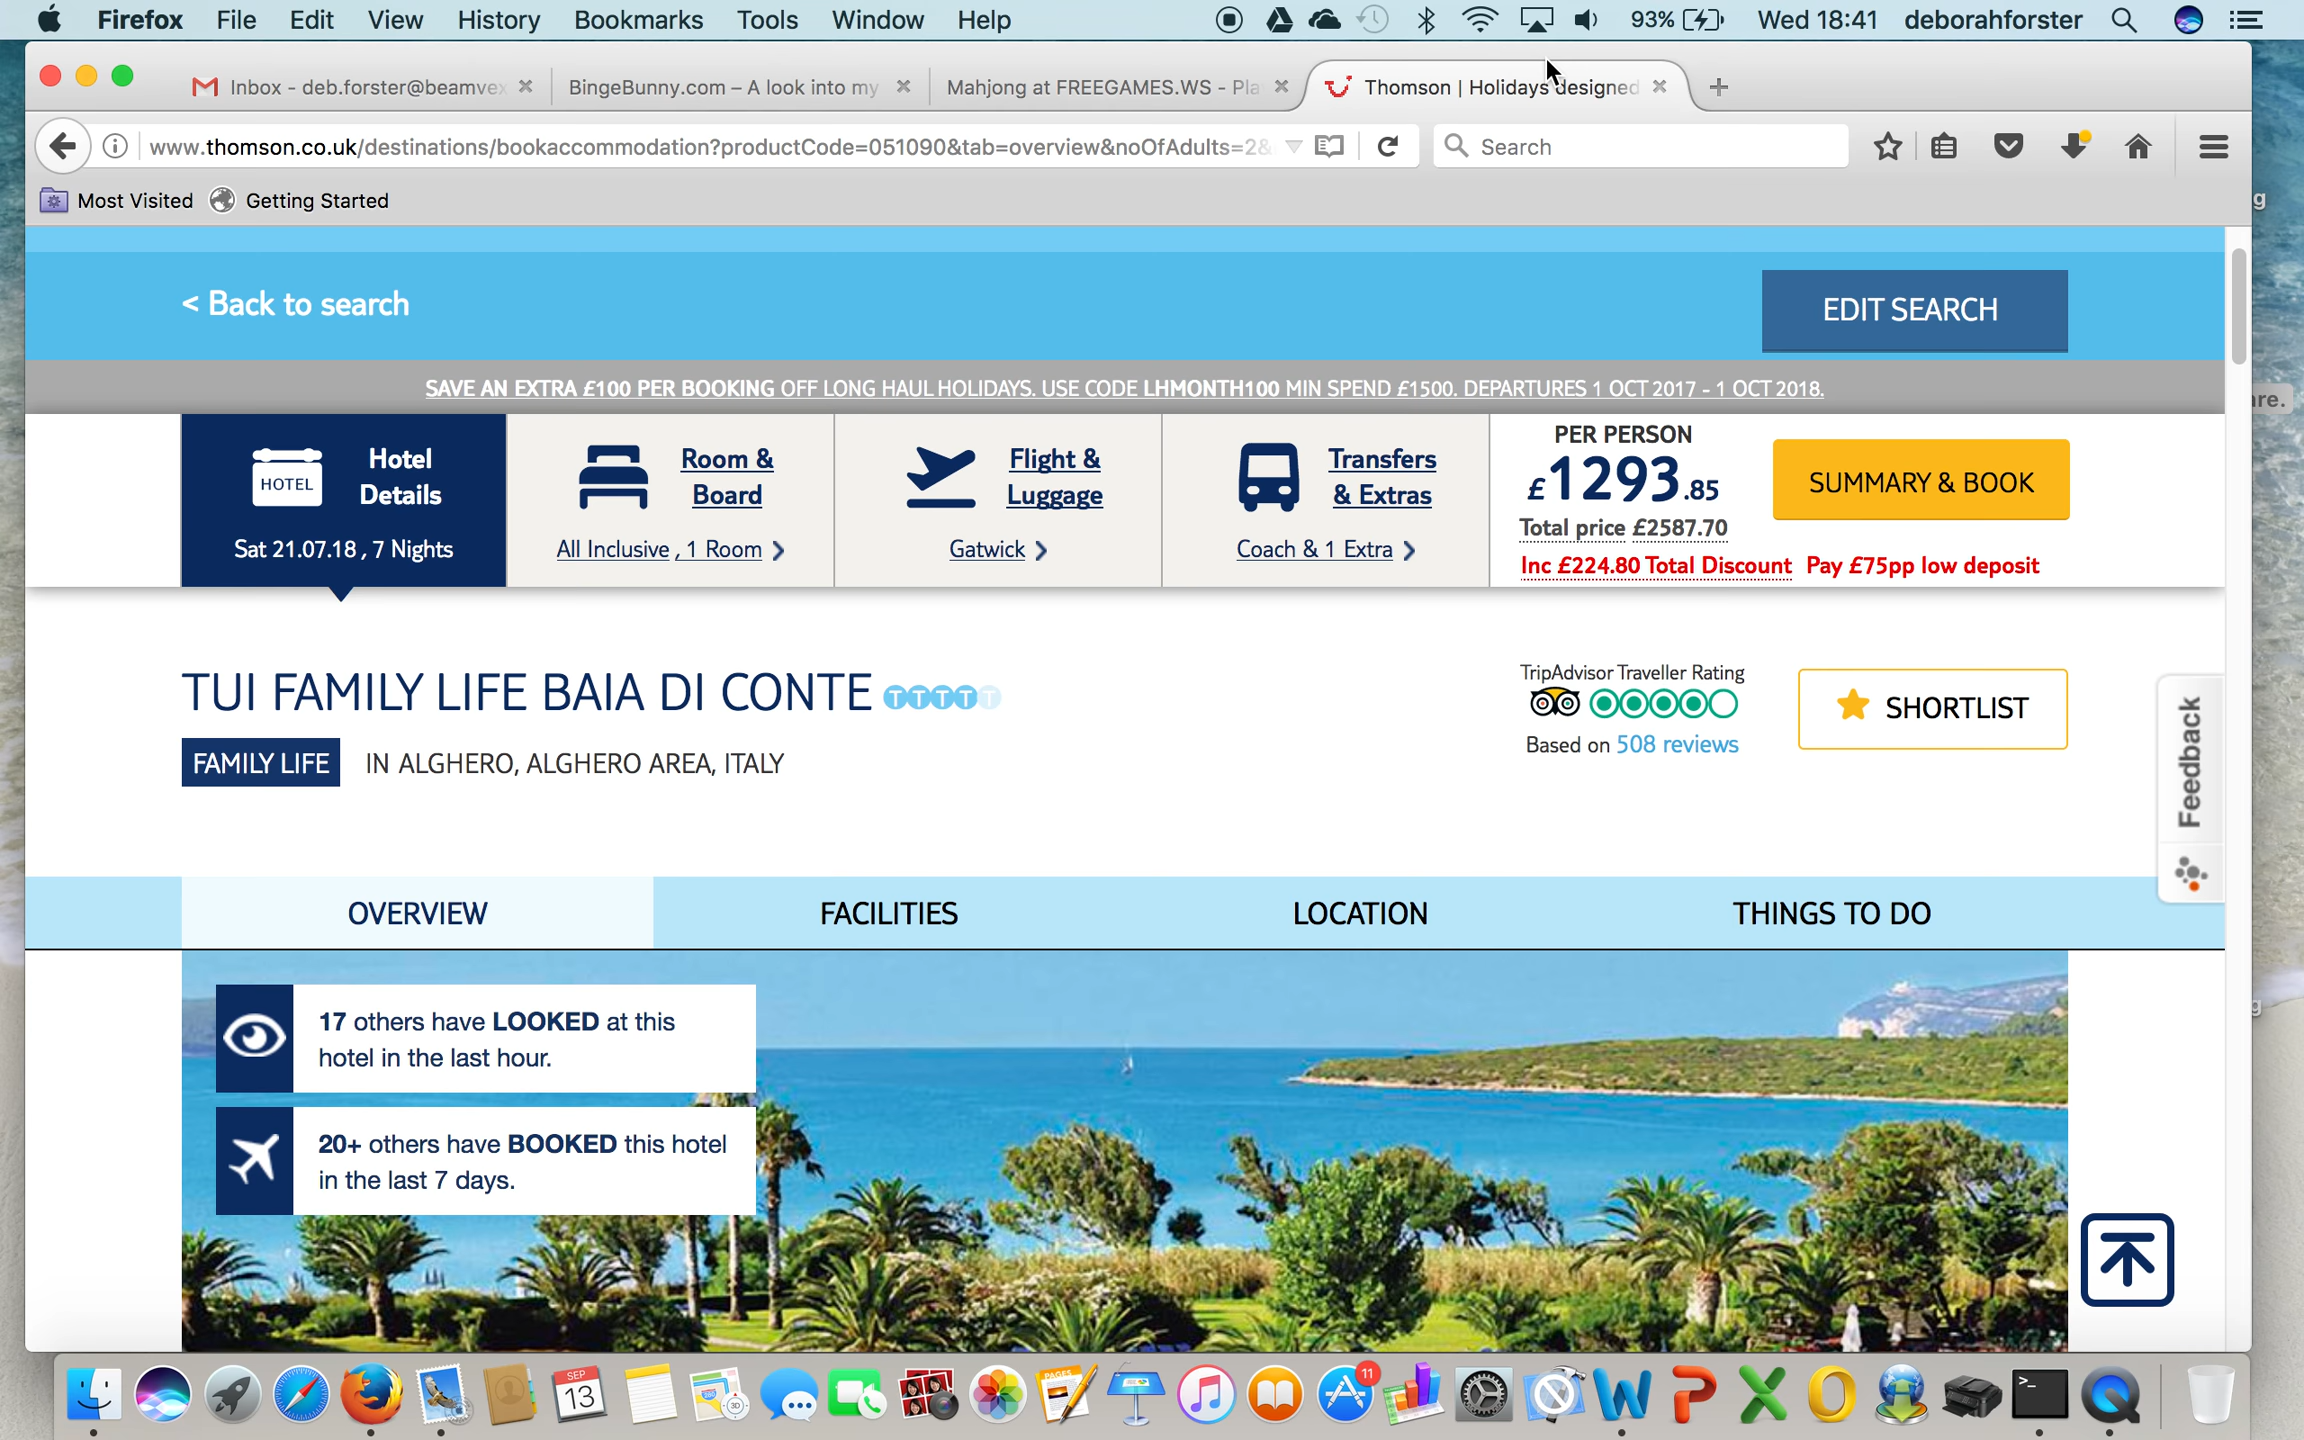 Firefox File Edit View History Bookmarks Tools Window Help 93% Wed 18:41 deborahforster
Inbox - deb.forster@beamvex BingeBunny.com – A look into my Mahjong at FREEGAMES.WS - Pla Thomson | Holidays designed
www.thomson.co.uk/destinations/bookaccommodation?productCode=051090&tab=overview&noOfAdults=2& Search
Most Visited Getting Started
< Back to search
EDIT SEARCH
SAVE AN EXTRA £100 PER BOOKING OFF LONG HAUL HOLIDAYS. USE CODE LHMONTH100 MIN SPEND £1500. DEPARTURES 1 OCT 2017 - 1 OCT 2018.
HOTEL
Hotel
Details
Sat 21.07.18 , 7 Nights
Room &
Board
All Inclusive , 1 Room >
Flight &
Luggage
Gatwick >
Transfers
& Extras
Coach & 1 Extra >
PER PERSON
£1293.85
Total price £2587.70
Inc £224.80 Total Discount Pay £75pp low deposit
SUMMARY & BOOK
TUI FAMILY LIFE BAIA DI CONTE TTTTT
FAMILY LIFE IN ALGHERO, ALGHERO AREA, ITALY
TripAdvisor Traveller Rating
Based on 508 reviews
SHORTLIST
Feedback
OVERVIEW FACILITIES LOCATION THINGS TO DO
17 others have LOOKED at this
hotel in the last hour.
20+ others have BOOKED this hotel
in the last 7 days.
g
are.
g
SEP
13
PAGES
11